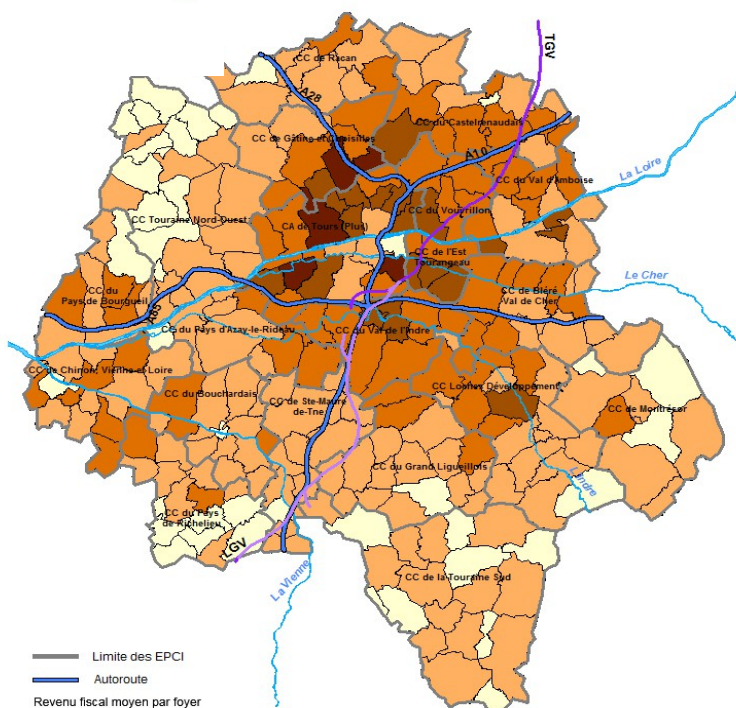 TGV
CC de Racan
A28
CC du Castelrenaudais
CC de Gâtine et Choisilles
A10
La Loire
CC du Val d'Amboise
CC du Vouvrillon
CC Touraine Nord-Ouest
CA de Tours (Plus)
CC de l'Est
Tourangeau
Le Cher
CC du
Pays de Bourgueil
CC de Bléré
Val de Cher
A85
CC du Pays d'Azay-le-Rideau
CC du Val de l'Indre
CC de Chinon, Vienne et Loire
CC du Bouchardais
CC de Ste-Maure
de-Tne
CC Loches Développement
CC de Montrésor
CC du Grand Ligueillois
L'Indre
CC du Pays
de Richelieu
LGV
La Vienne
CC de la Touraine Sud
Limite des EPCI
Autoroute
Revenu fiscal moyen par foyer